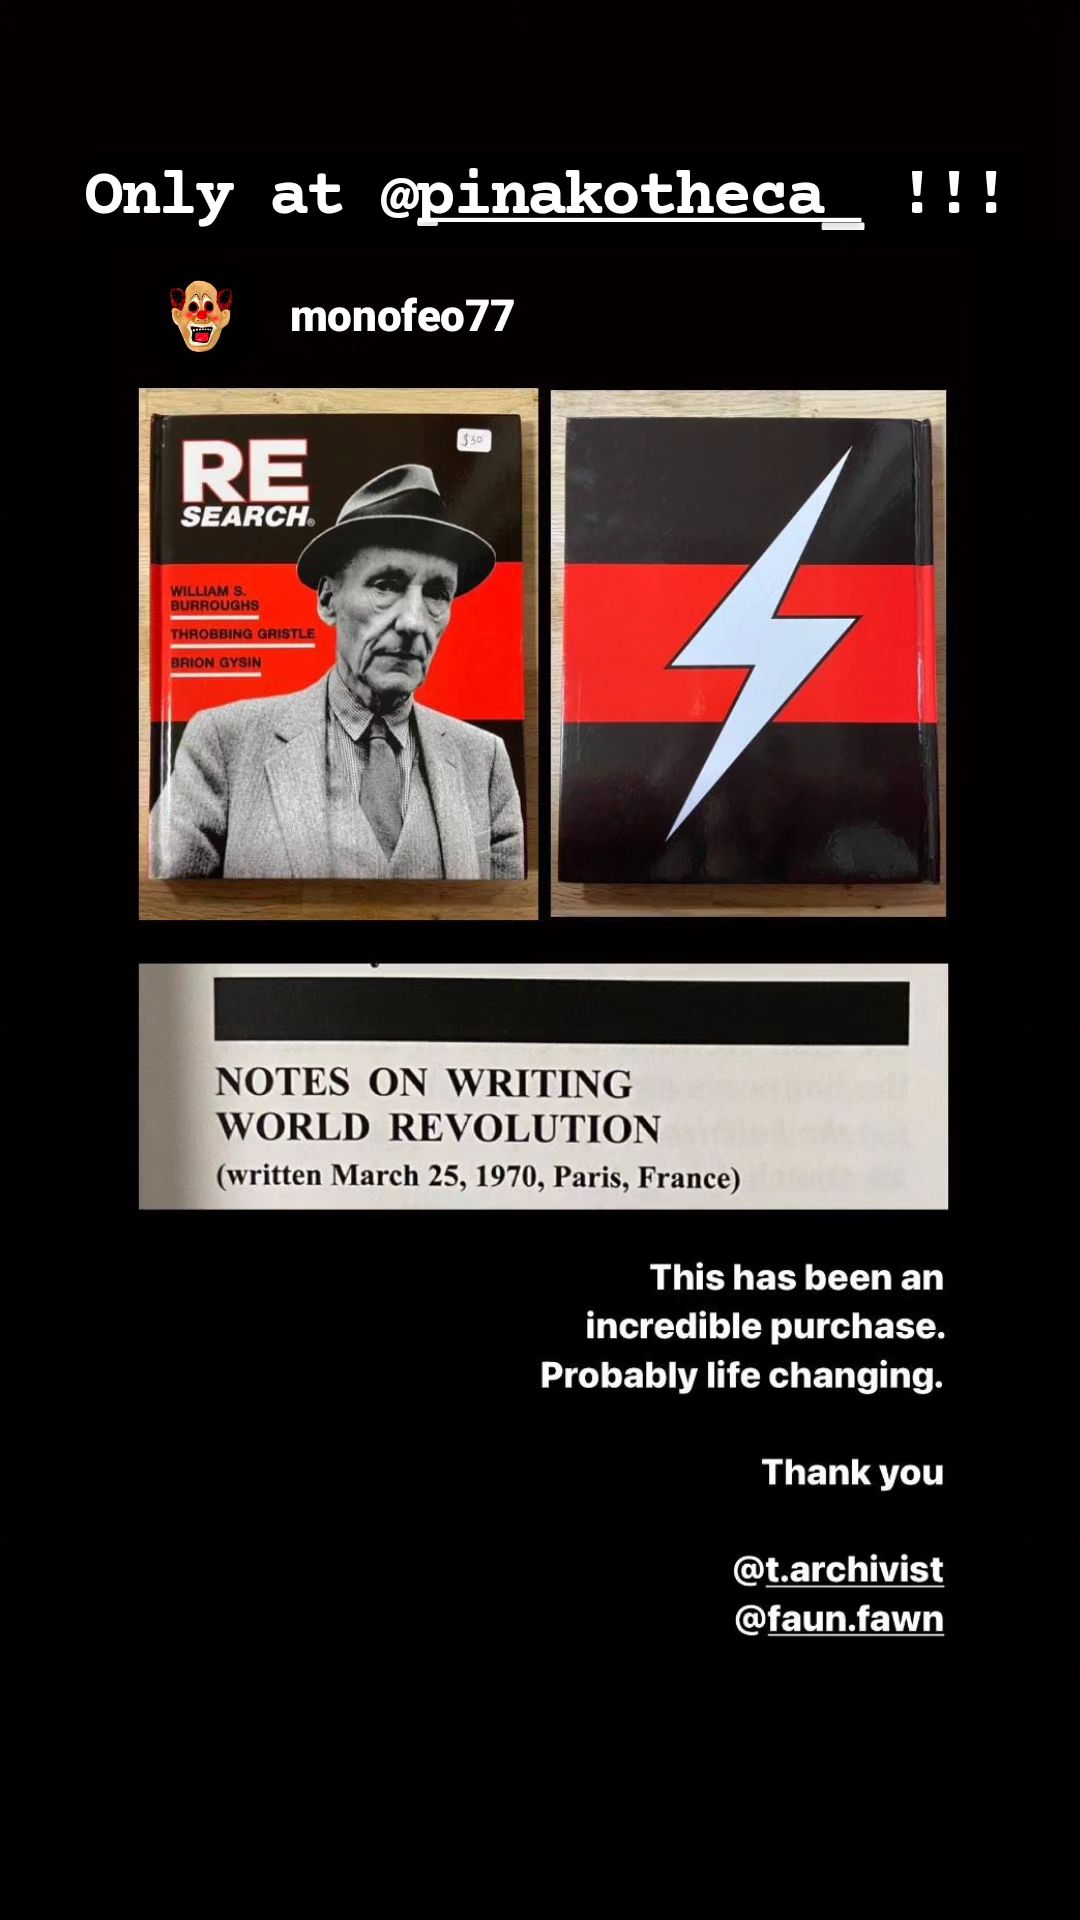 Only at @pinakotheca_ !!!
monofeo77
RE
SEARCH®
$30
WILLIAM S.
BURROUGHS
THROBBING GRISTLE
BRION GYSIN
NOTES ON WRITING
WORLD REVOLUTION
(written March 25, 1970, Paris, France)
This has been an
incredible purchase.
Probably life changing.
Thank you
@t.archivist
@faun.fawn